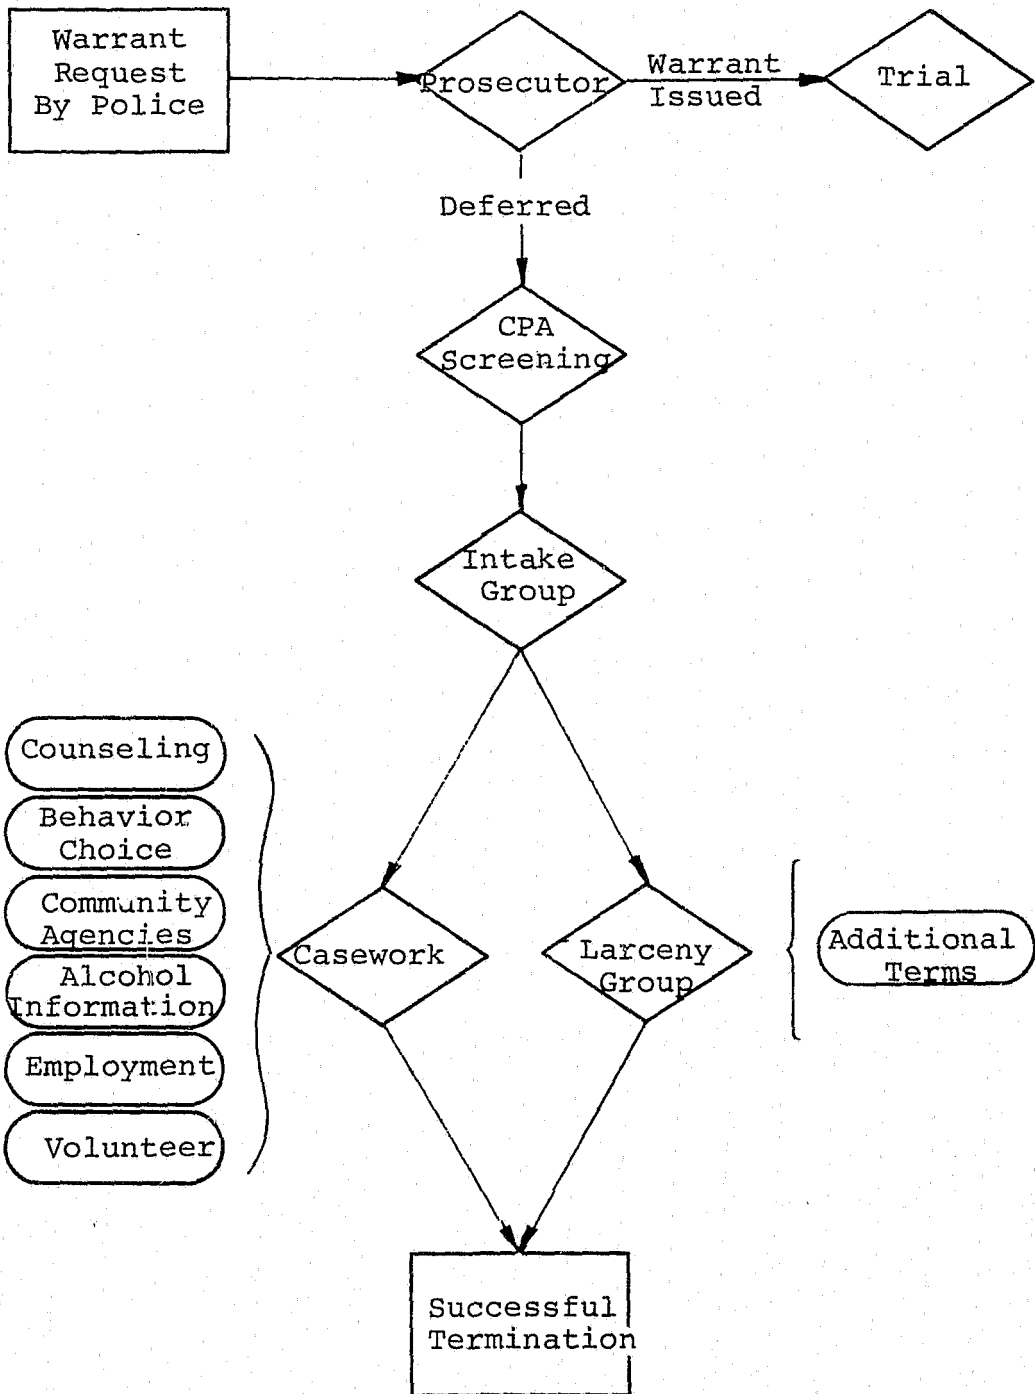 Warrant
Request
By Police
Prosecutor
Warrant
Issued
Trial
Deferred
CPA
Screening
Intake
Group
Counseling
Behavior
Choice
Community
Agencies
Alcohol
Information
Employment
Volunteer
Casework
Larceny
Group
Additional
Terms
Successful
Termination